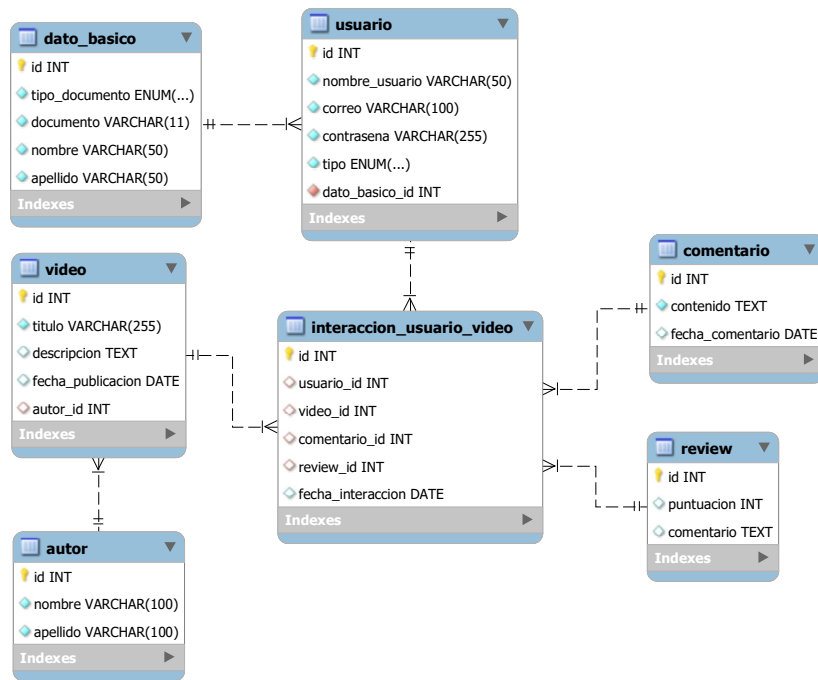 dato_basico
id INT
tipo_documento ENUM(...)
documento VARCHAR(11)
nombre VARCHAR(50)
apellido VARCHAR(50)
Indexes
usuario
id INT
nombre_usuario VARCHAR(50)
correo VARCHAR(100)
contrasena VARCHAR(255)
tipo ENUM(...)
dato_basico_id INT
Indexes
video
id INT
titulo VARCHAR(255)
descripcion TEXT
fecha_publicacion DATE
autor_id INT
Indexes
interaccion_usuario_video
id INT
usuario_id INT
video_id INT
comentario_id INT
review_id INT
fecha_interaccion DATE
Indexes
comentario
id INT
contenido TEXT
fecha_comentario DATE
Indexes
review
id INT
puntuacion INT
comentario TEXT
Indexes
autor
id INT
nombre VARCHAR(100)
apellido VARCHAR(100)
Indexes